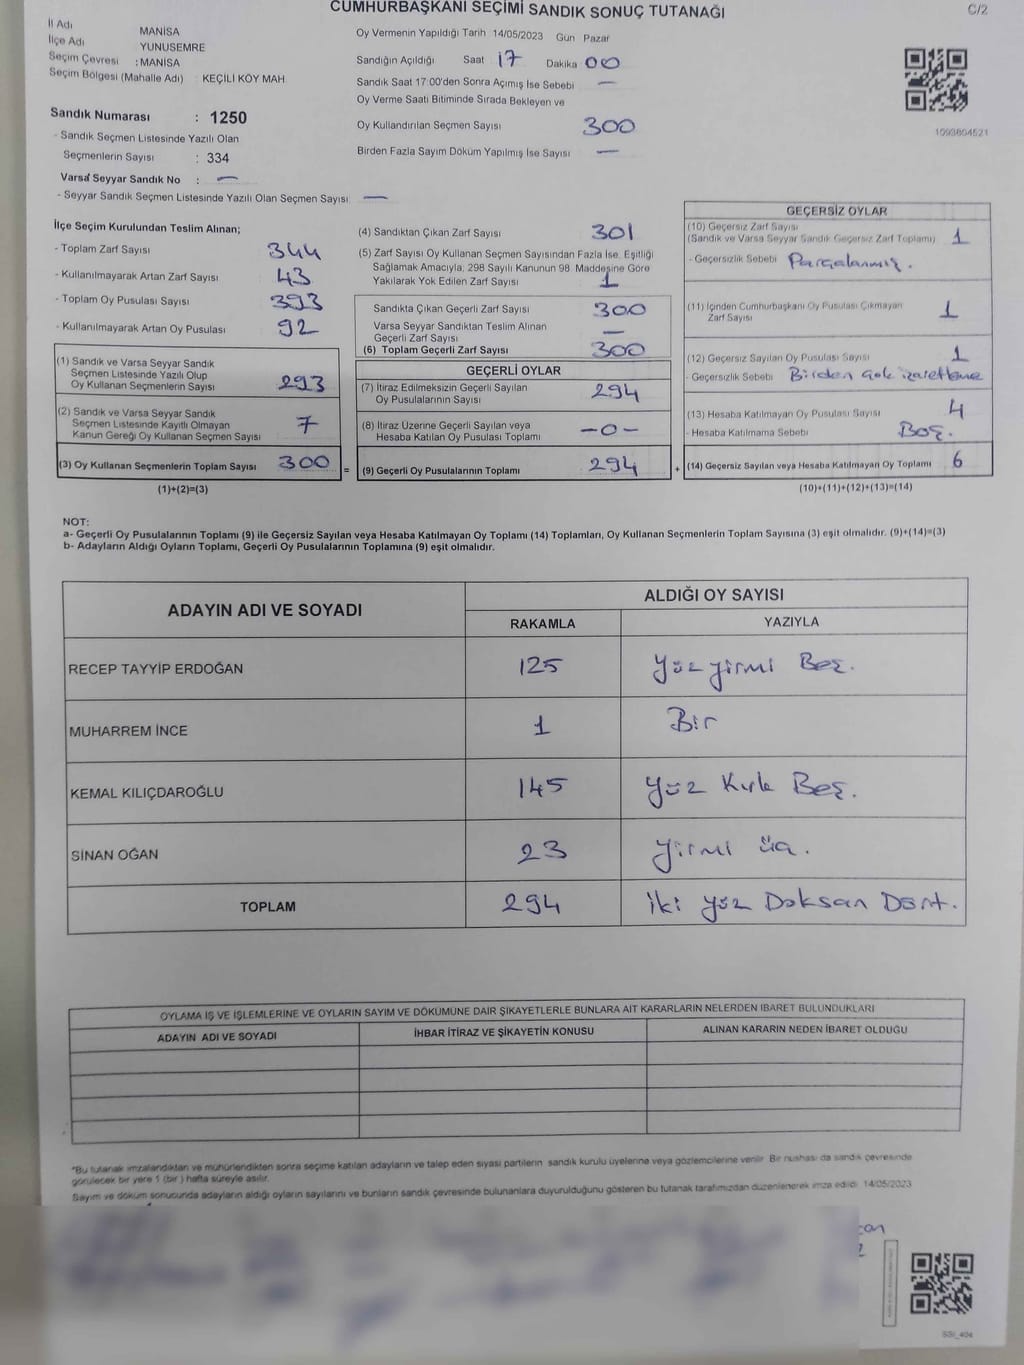 CUMHURBAŞKANI SEÇİMİ SANDIK SONUÇ TUTANAĞI
C/2
İl Adı MANİSA
İlçe Adı YUNUSEMRE
Seçim Çevresi : MANİSA
Seçim Bölgesi (Mahalle Adı) KEÇİLİ KÖY MAH
Sandık Numarası : 1250
- Sandık Seçmen Listesinde Yazılı Olan
Seçmenlerin Sayısı : 334
Varsa Seyyar Sandık No : —
- Seyyar Sandık Seçmen Listesinde Yazılı Olan Seçmen Sayısı —
Oy Vermenin Yapıldığı Tarih 14/05/2023 Gün Pazar
Sandığın Açıldığı Saat 17 Dakika 00
Sandık Saat 17:00'den Sonra Açımış İse Sebebi —
Oy Verme Saati Bitiminde Sırada Bekleyen ve
Oy Kullandırılan Seçmen Sayısı 300
Birden Fazla Sayım Döküm Yapılmış İse Sayısı —
1093604521
İlçe Seçim Kurulundan Teslim Alınan;
- Toplam Zarf Sayısı 344
- Kullanılmayarak Artan Zarf Sayısı 43
- Toplam Oy Pusulası Sayısı 393
- Kullanılmayarak Artan Oy Pusulası 92
(1) Sandık ve Varsa Seyyar Sandık
Seçmen Listesinde Yazılı Olup
Oy Kullanan Seçmenlerin Sayısı 293
(2) Sandık ve Varsa Seyyar Sandık
Seçmen Listesinde Kayıtlı Olmayan
Kanun Gereği Oy Kullanan Seçmen Sayısı 7
(3) Oy Kullanan Seçmenlerin Toplam Sayısı 300 =
(1)+(2)=(3)
(4) Sandıktan Çıkan Zarf Sayısı 301
(5) Zarf Sayısı Oy Kullanan Seçmen Sayısından Fazla İse, Eşitliği
Sağlamak Amacıyla, 298 Sayılı Kanunun 98. Maddesine Göre
Yakılarak Yok Edilen Zarf Sayısı 1
Sandıkta Çıkan Geçerli Zarf Sayısı 300
Varsa Seyyar Sandıktan Teslim Alınan
Geçerli Zarf Sayısı —
(6) Toplam Geçerli Zarf Sayısı 300
GEÇERLİ OYLAR
(7) İtiraz Edilmeksizin Geçerli Sayılan
Oy Pusulalarının Sayısı 294
(8) İtiraz Üzerine Geçerli Sayılan veya
Hesaba Katılan Oy Pusulası Toplamı -0-
(9) Geçerli Oy Pusulalarının Toplamı 294 +
GEÇERSİZ OYLAR
(10) Geçersiz Zarf Sayısı
(Sandık ve Varsa Seyyar Sandık Geçersiz Zarf Toplamı) 1
- Geçersizlik Sebebi Parçalanmış.
(11) İçinden Cumhurbaşkanı Oy Pusulası Çıkmayan
Zarf Sayısı 1
(12) Geçersiz Sayılan Oy Pusulası Sayısı 1
- Geçersizlik Sebebi Birden Çok işaretleme
(13) Hesaba Katılmayan Oy Pusulası Sayısı 4
- Hesaba Katılmama Sebebi Boş.
(14) Geçersiz Sayılan veya Hesaba Katılmayan Oy Toplamı 6
(10)+(11)+(12)+(13)=(14)
NOT:
a- Geçerli Oy Pusulalarının Toplamı (9) ile Geçersiz Sayılan veya Hesaba Katılmayan Oy Toplamı (14) Toplamları, Oy Kullanan Seçmenlerin Toplam Sayısına (3) eşit olmalıdır. (9)+(14)=(3)
b- Adayların Aldığı Oyların Toplamı, Geçerli Oy Pusulalarının Toplamına (9) eşit olmalıdır.
ADAYIN ADI VE SOYADI ALDIĞI OY SAYISI
RAKAMLA YAZIYLA
RECEP TAYYİP ERDOĞAN 125 Yüz yirmi Beş.
MUHARREM İNCE 1 Bir
KEMAL KILIÇDAROĞLU 145 Yüz Kırk Beş.
SİNAN OĞAN 23 Yirmi üç.
TOPLAM 294 İki yüz Doksan Dört.
OYLAMA İŞ VE İŞLEMLERİNE VE OYLARIN SAYIM VE DÖKÜMÜNE DAİR ŞİKAYETLERLE BUNLARA AİT KARARLARIN NELERDEN İBARET BULUNDUKLARI
ADAYIN ADI VE SOYADI İHBAR İTİRAZ VE ŞİKAYETİN KONUSU ALINAN KARARIN NEDEN İBARET OLDUĞU
*Bu tutanak imzalandıktan ve mühürlendikten sonra seçime katılan adayların ve talep eden siyasi partilerin sandık kurulu üyelerine veya gözlemcilerine verilir. Bir nushası da sandık çevresinde
görülecek bir yere 1 (bir ) hafta süreyle asılır.
Sayım ve döküm sonucunda adayların aldığı oyların sayılarını ve bunların sandık çevresinde bulunanlara duyurulduğunu gösteren bu tutanak tarafımızdan düzenlenerek imza edildi. 14/05/2023
SSI_404